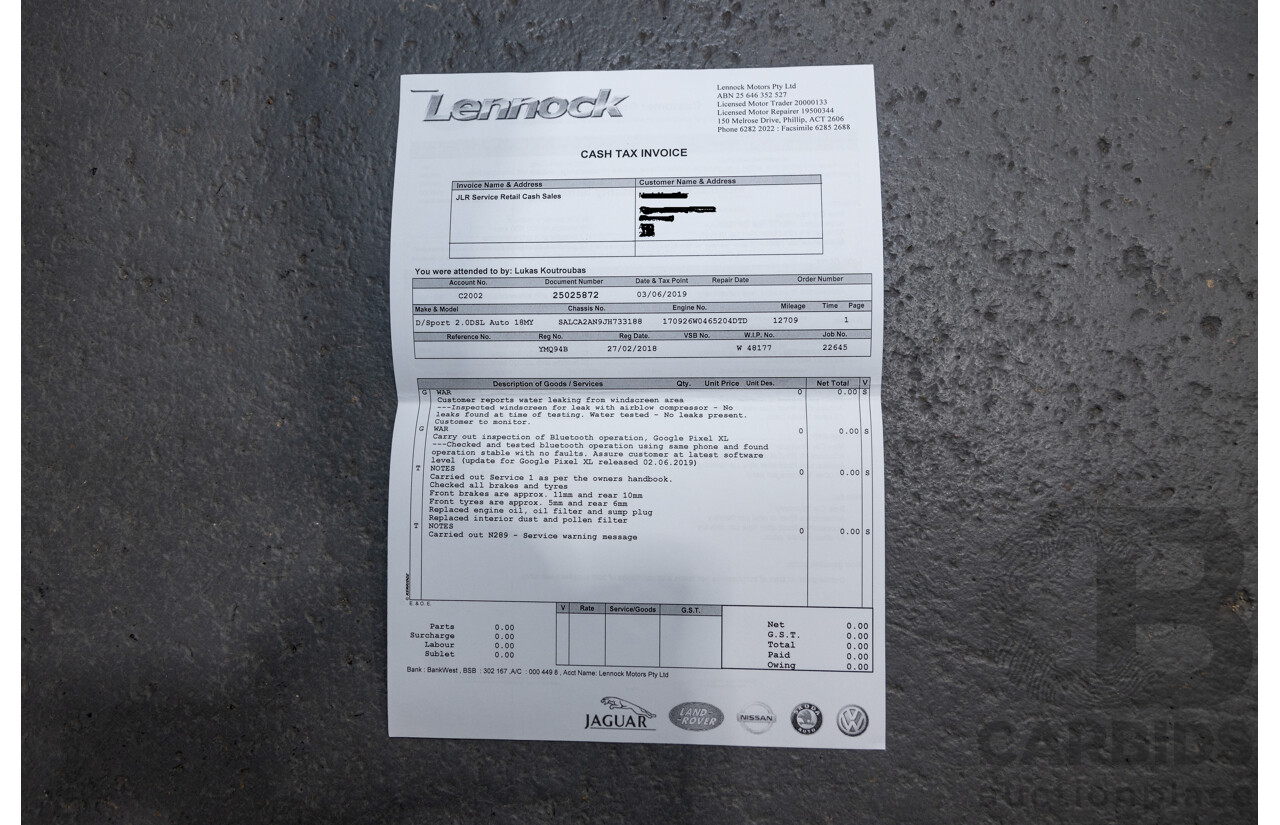 Lennock
Lennock Motors Pty Ltd
ABN 25 646 352 527
Licensed Motor Trader 20000133
Licensed Motor Repairer 19500344
150 Melrose Drive, Phillip, ACT 2606
Phone 6282 2022 : Facsimile 6285 2688
CASH TAX INVOICE
Invoice Name & Address Customer Name & Address
JLR Service Retail Cash Sales
You were attended to by: Lukas Koutroubas
Account No. Document Number Date & Tax Point Repair Date Order Number
C2002 25025872 03/06/2019
Make & Model Chassis No. Engine No. Mileage Time Page
D/Sport 2.0DSL Auto 18MY SALCA2AN9JH733188 170926W0465204DTD 12709 1
Reference No. Reg No. Reg Date. VSB No. W.I.P. No. Job No.
YMQ94B 27/02/2018 W 48177 22645
Description of Goods / Services Qty. Unit Price Unit Des. Net Total V
G WAR 0 0.00 S
Customer reports water leaking from windscreen area
---Inspected windscreen for leak with airblow compressor - No
leaks found at time of testing. Water tested - No leaks present.
Customer to monitor.
G WAR 0 0.00 S
Carry out inspection of Bluetooth operation, Google Pixel XL
---Checked and tested bluetooth operation using same phone and found
operation stable with no faults. Assure customer at latest software
level (update for Google Pixel XL released 02.06.2019)
T NOTES 0 0.00 S
Carried out Service 1 as per the owners handbook.
Checked all brakes and tyres
Front brakes are approx. 11mm and rear 10mm
Front tyres are approx. 5mm and rear 6mm
Replaced engine oil, oil filter and sump plug
Replaced interior dust and pollen filter
T NOTES 0 0.00 S
Carried out N289 - Service warning message
E. & O. E.
V Rate Service/Goods G.S.T.
Parts 0.00
Surcharge 0.00
Labour 0.00
Sublet 0.00
Net 0.00
G.S.T. 0.00
Total 0.00
Paid 0.00
Owing 0.00
Bank : BankWest , BSB : 302 167 ,A/C : 000 449 8 , Acct Name: Lennock Motors Pty Ltd
JAGUAR LAND-ROVER NISSAN SKODA AUTO VW
CARBIDS
auctionplace